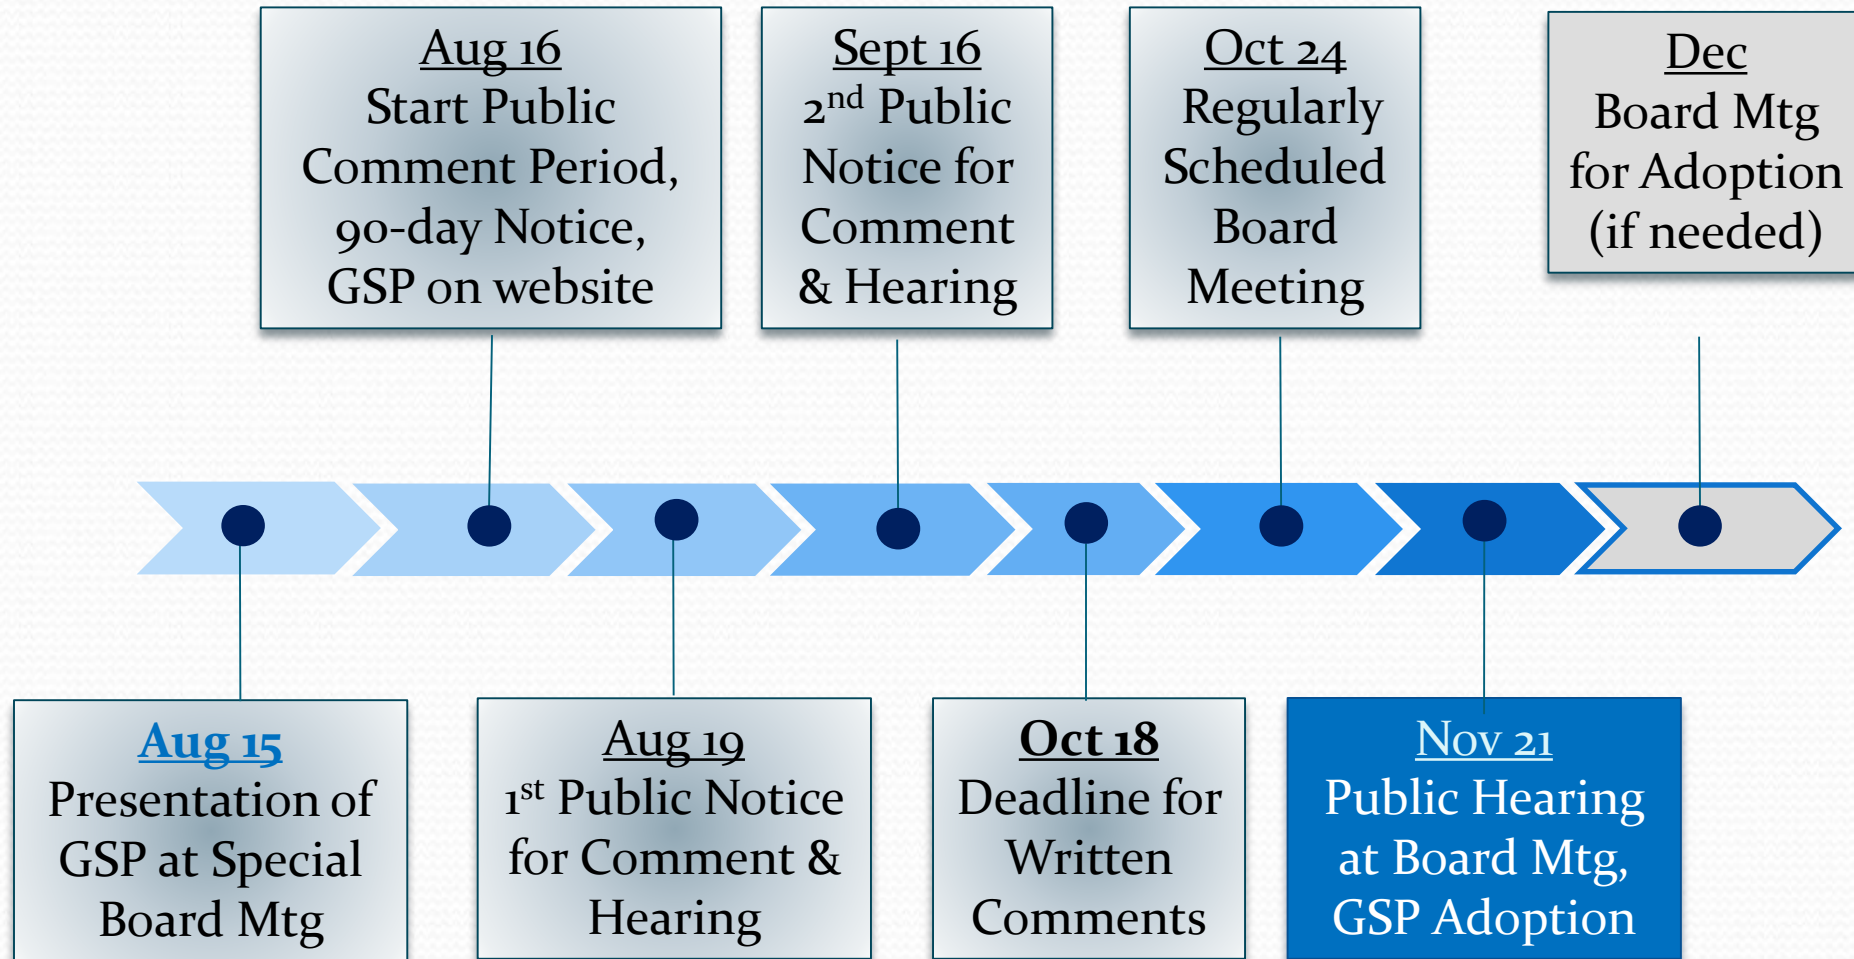 Aug 16
Start Public
Comment Period,
90-day Notice,
GSP on website
Sept 16
2nd Public
Notice for
Comment
& Hearing
Oct 24
Regularly
Scheduled
Board
Meeting
Dec
Board Mtg
for Adoption
(if needed)
Aug 15
Presentation of
GSP at Special
Board Mtg
Aug 19
1st Public Notice
for Comment &
Hearing
Oct 18
Deadline for
Written
Comments
Nov 21
Public Hearing
at Board Mtg,
GSP Adoption